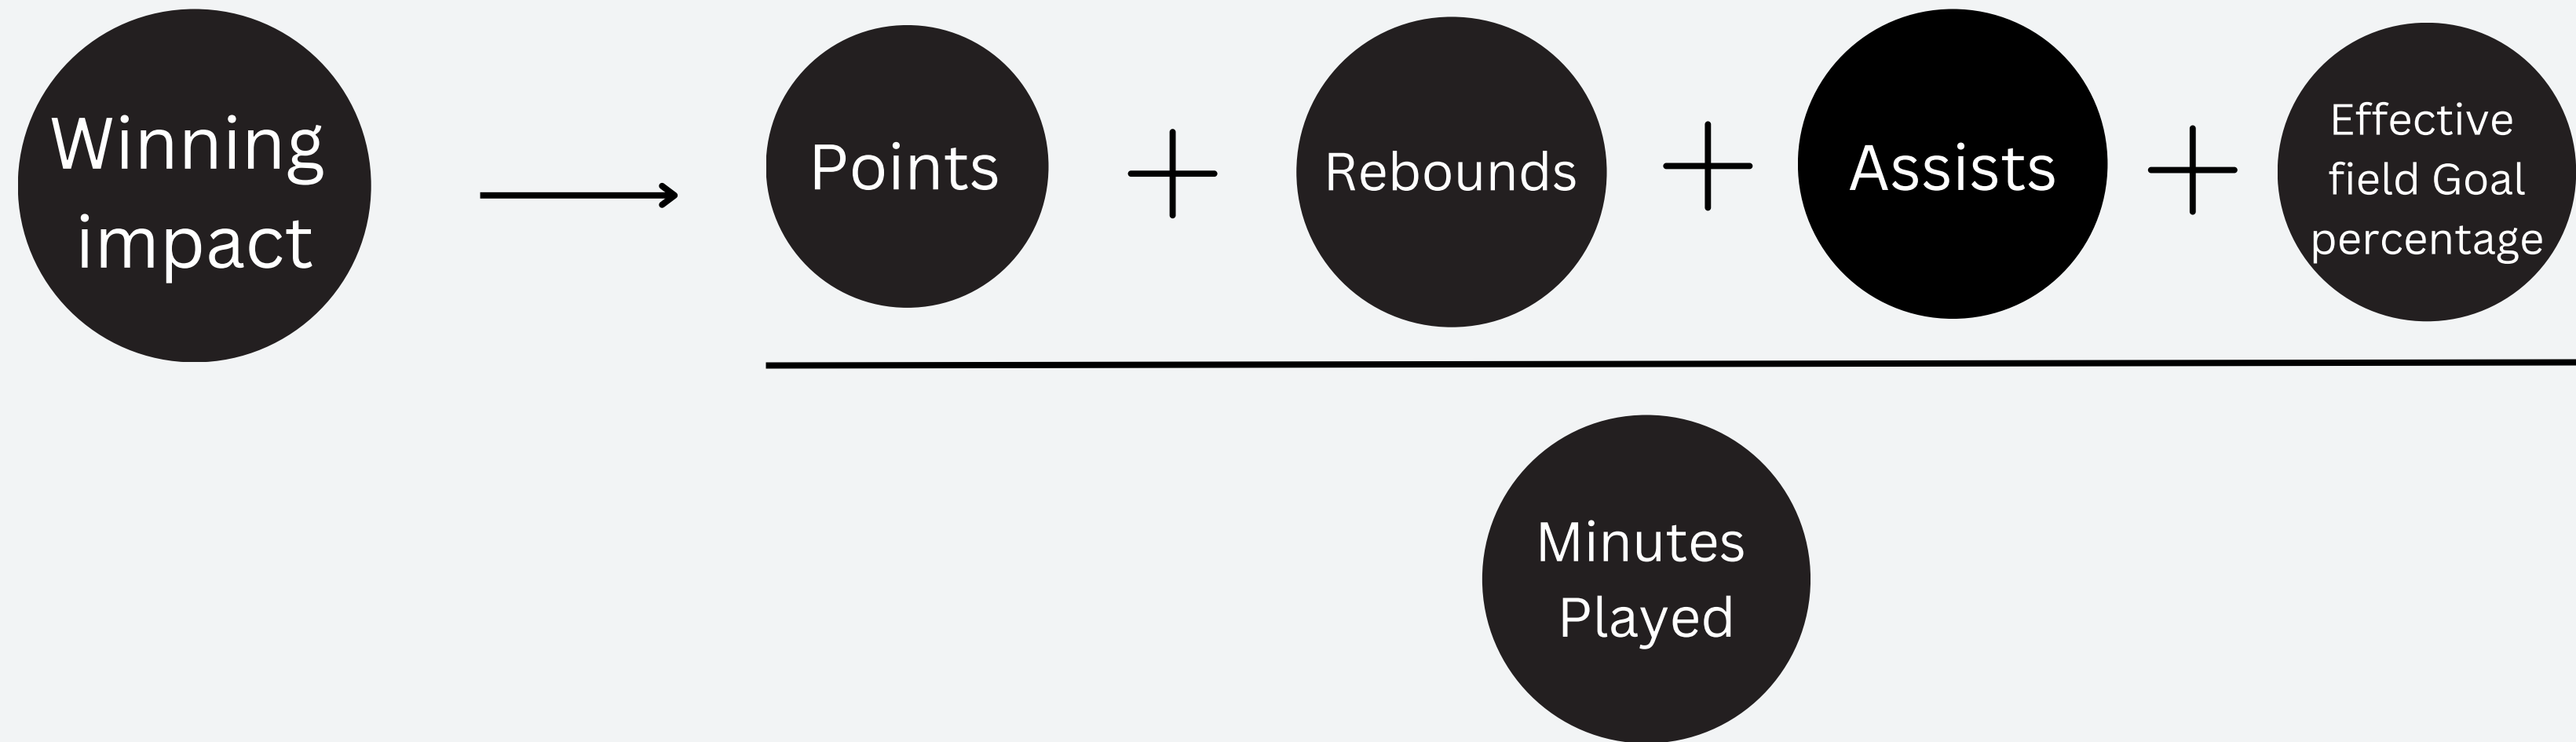 Winning
impact
Points
Rebounds
Assists
Effective
field Goal
percentage
Minutes
Played